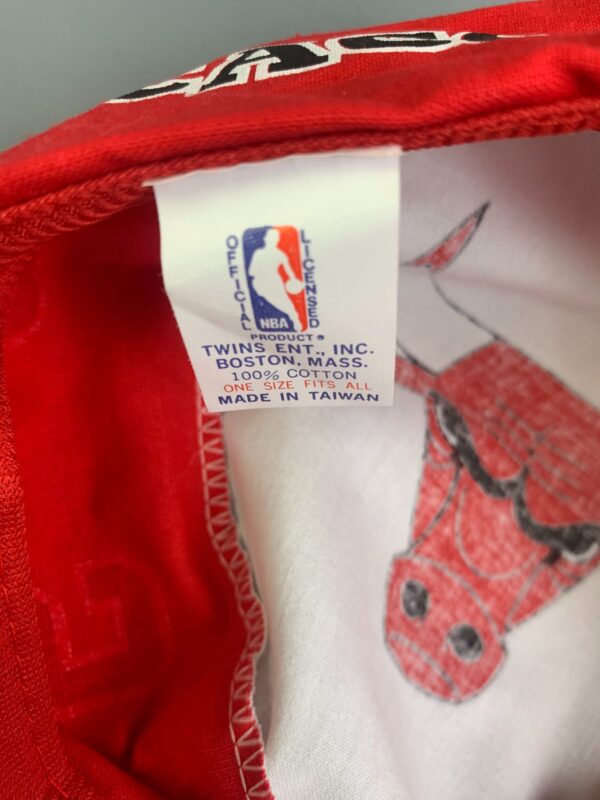 OFFICIAL
LICENSED
NBA
PRODUCT®
TWINS ENT., INC.
BOSTON, MASS.
100% COTTON
ONE SIZE FITS ALL
MADE IN TAIWAN